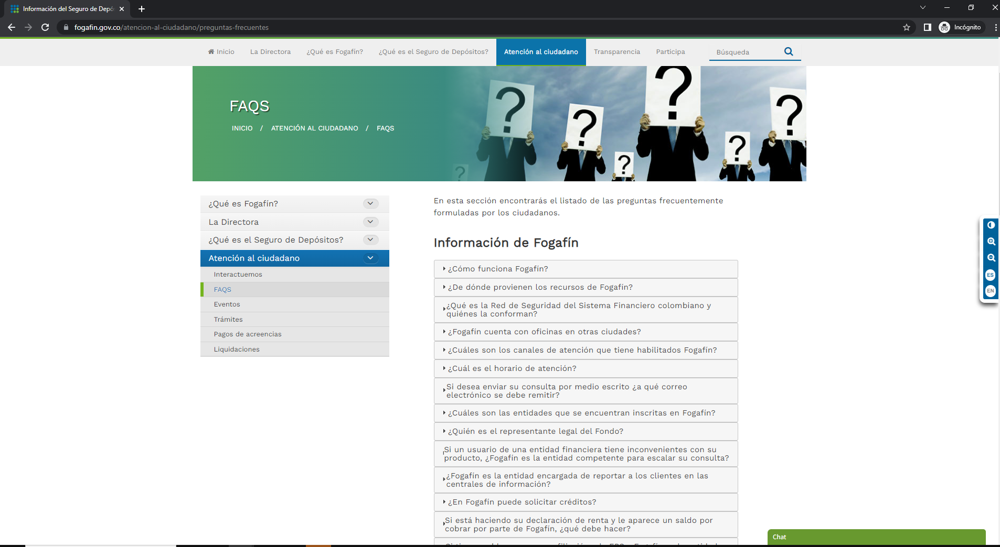 Información del Seguro de Depó
fogafin.gov.co/atencion-al-ciudadano/preguntas-frecuentes
Incógnito
Inicio
La Directora
¿Qué es Fogafín?
¿Qué es el Seguro de Depósitos?
Atención al ciudadano
Transparencia
Participa
Búsqueda
FAQS
INICIO / ATENCIÓN AL CIUDADANO / FAQS
? ? ? ? ? ? ?
¿Qué es Fogafín?
La Directora
¿Qué es el Seguro de Depósitos?
Atención al ciudadano
Interactuemos
FAQS
Eventos
Trámites
Pagos de acreencias
Liquidaciones
En esta sección encontrarás el listado de las preguntas frecuentemente
formuladas por los ciudadanos.
Información de Fogafín
¿Cómo funciona Fogafín?
¿De dónde provienen los recursos de Fogafín?
¿Qué es la Red de Seguridad del Sistema Financiero colombiano y
quiénes la conforman?
¿Fogafín cuenta con oficinas en otras ciudades?
¿Cuáles son los canales de atención que tiene habilitados Fogafín?
¿Cuál es el horario de atención?
Si desea enviar su consulta por medio escrito ¿a qué correo
electrónico se debe remitir?
¿Cuáles son las entidades que se encuentran inscritas en Fogafín?
¿Quién es el representante legal del Fondo?
Si un usuario de una entidad financiera tiene inconvenientes con su
producto, ¿Fogafín es la entidad competente para escalar su consulta?
¿Fogafín es la entidad encargada de reportar a los clientes en las
centrales de información?
¿En Fogafín puede solicitar créditos?
Si está haciendo su declaración de renta y le aparece un saldo por
cobrar por parte de Fogafín, ¿qué debe hacer?
ES
EN
Chat